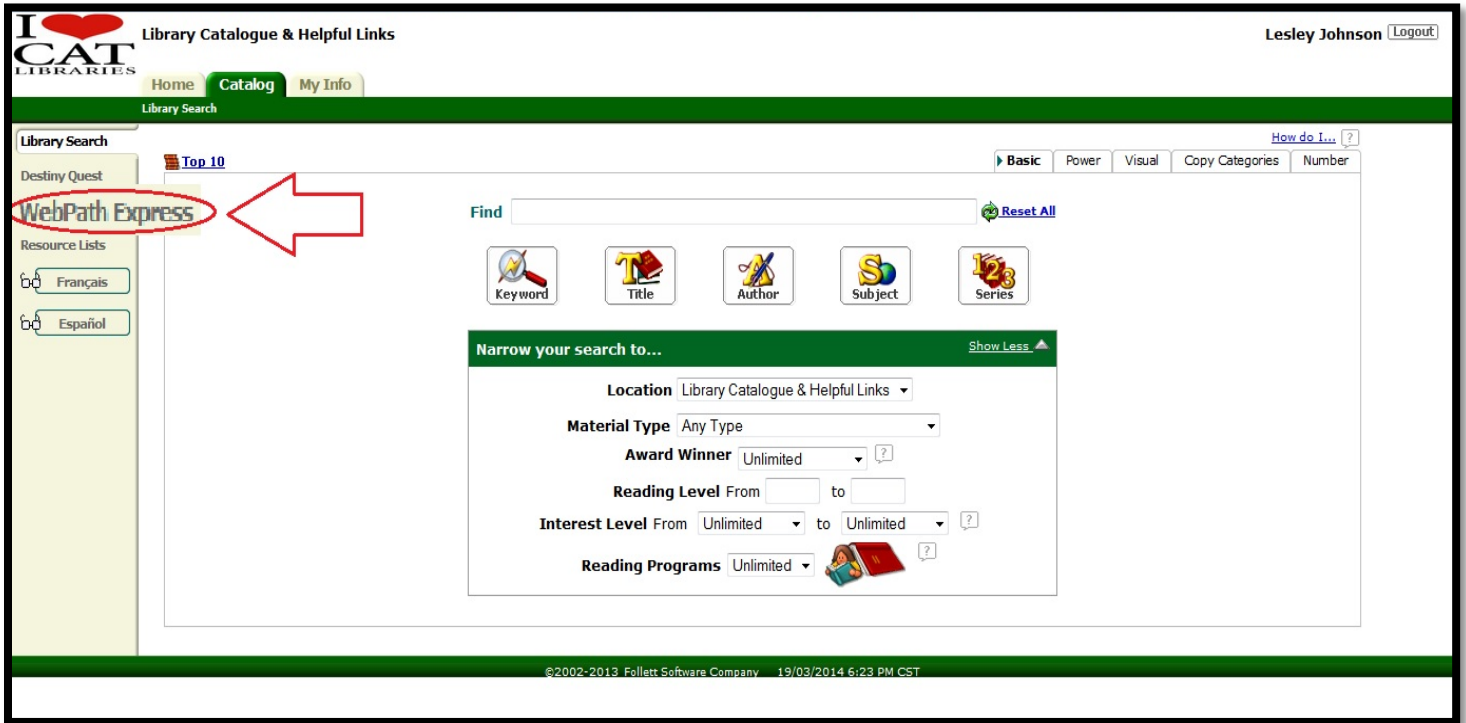 I
CAT
LIBRARIES
Library Catalogue & Helpful Links
Lesley Johnson Logout
Home Catalog My Info
Library Search
Library Search
How do I... ?
Top 10
Basic Power Visual Copy Categories Number
Destiny Quest
WebPath Express
Find Reset All
Resource Lists
Français
Español
Keyword Title Author Subject Series
Narrow your search to... Show Less
Location Library Catalogue & Helpful Links
Material Type Any Type
Award Winner Unlimited ?
Reading Level From to
Interest Level From Unlimited to Unlimited ?
Reading Programs Unlimited ?
©2002-2013 Follett Software Company 19/03/2014 6:23 PM CST